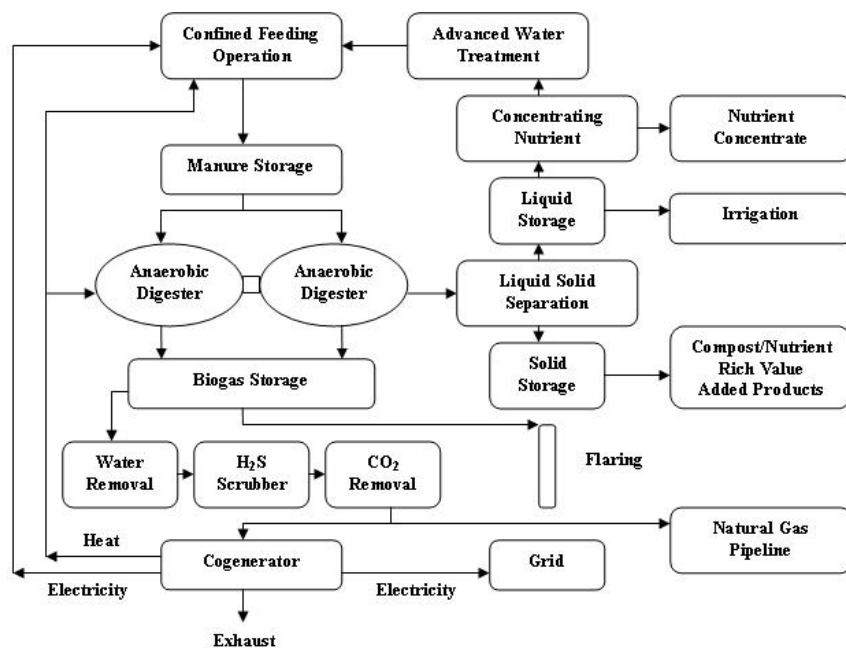 Confined Feeding
Operation
Advanced Water
Treatment
Concentrating
Nutrient
Nutrient
Concentrate
Manure Storage
Liquid
Storage
Irrigation
Anaerobic
Digester
Anaerobic
Digester
Liquid Solid
Separation
Biogas Storage
Solid
Storage
Compost/Nutrient
Rich Value
Added Products
Water
Removal
H₂S
Scrubber
CO₂
Removal
Flaring
Heat
Cogenerator
Grid
Natural Gas
Pipeline
Electricity
Electricity
Exhaust